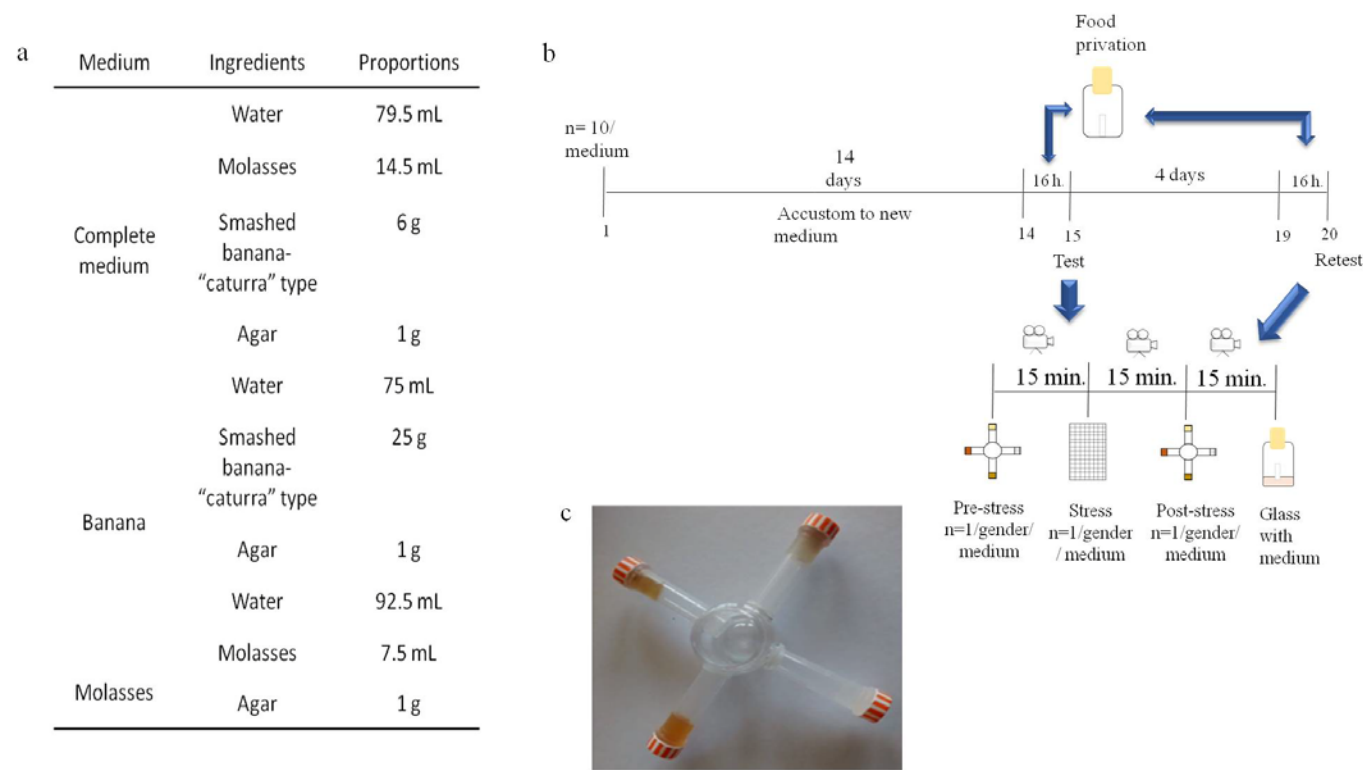 a
Medium Ingredients Proportions
Water 79.5 mL
Molasses 14.5 mL
Smashed 6 g
banana-
“caturra” type
Complete
medium
Agar 1 g
Water 75 mL
Smashed 25 g
banana-
“caturra” type
Banana
Agar 1 g
Water 92.5 mL
Molasses 7.5 mL
Molasses
Agar 1 g
b
Food
privation
n= 10/
medium
14
days
16 h.
4 days
16 h.
Accustom to new
medium
1
14
15
19
20
Test
Retest
15 min.
15 min.
15 min.
Pre-stress
n=1/gender/
medium
Stress
n=1/gender
/ medium
Post-stress
n=1/gender/
medium
Glass
with
medium
c